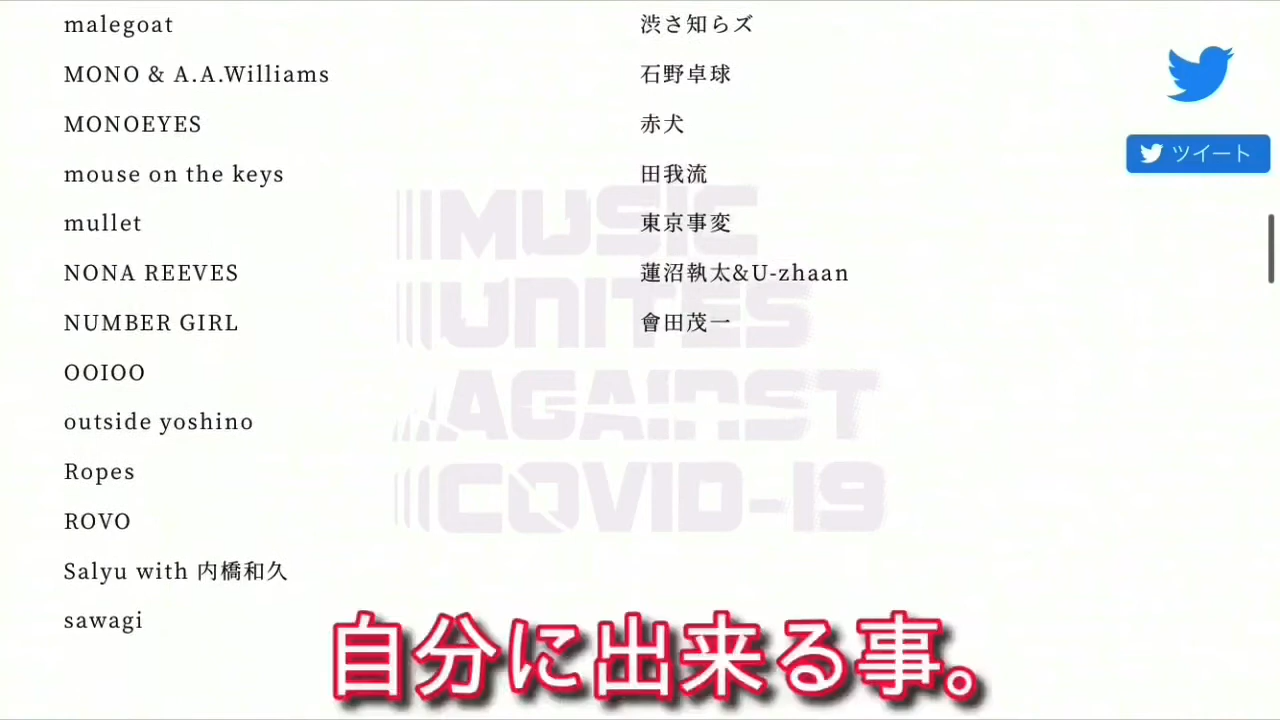 malegoat
MONO & A.A.Williams
MONOEYES
mouse on the keys
mullet
NONA REEVES
NUMBER GIRL
OOIOO
outside yoshino
Ropes
ROVO
Salyu with 内橋和久
sawagi
渋さ知らズ
石野卓球
赤犬
田我流
東京事変
蓮沼執太&U-zhaan
會田茂一
ツイート
MUSIC
UNITES
AGAINST
COVID-19
自分に出来る事。